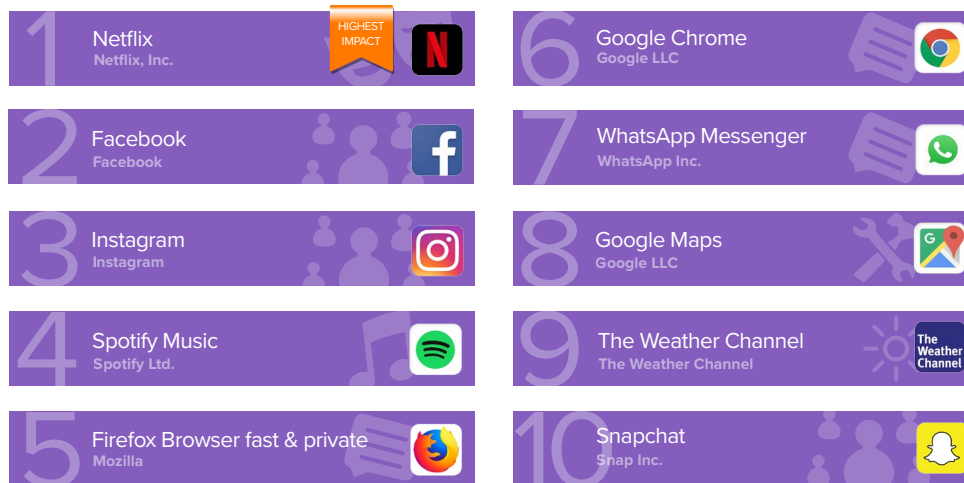 1
Netflix
Netflix, Inc.
HIGHEST
IMPACT
N
2
Facebook
Facebook
f
3
Instagram
Instagram
4
Spotify Music
Spotify Ltd.
5
Firefox Browser fast & private
Mozilla
6
Google Chrome
Google LLC
7
WhatsApp Messenger
WhatsApp Inc.
8
Google Maps
Google LLC
G
9
The Weather Channel
The Weather Channel
The
Weather
Channel
10
Snapchat
Snap Inc.